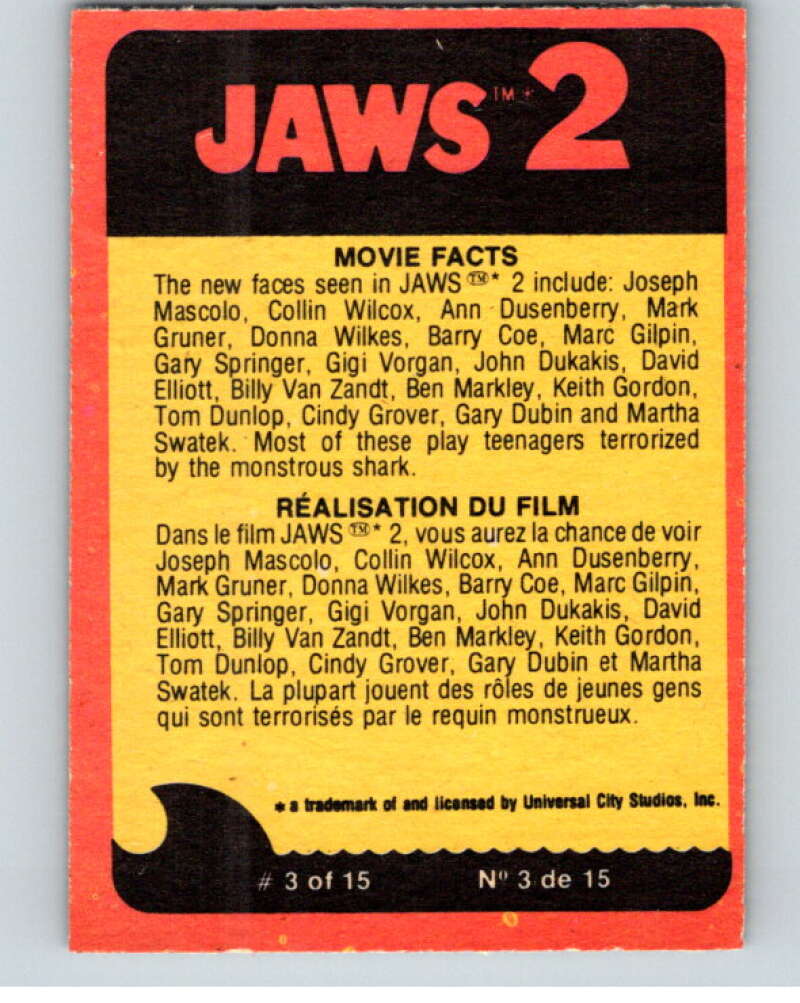 JAWS™* 2
MOVIE FACTS
The new faces seen in JAWS ™* 2 include: Joseph
Mascolo, Collin Wilcox, Ann Dusenberry, Mark
Gruner, Donna Wilkes, Barry Coe, Marc Gilpin,
Gary Springer, Gigi Vorgan, John Dukakis, David
Elliott, Billy Van Zandt, Ben Markley, Keith Gordon,
Tom Dunlop, Cindy Grover, Gary Dubin and Martha
Swatek. Most of these play teenagers terrorized
by the monstrous shark.
RÉALISATION DU FILM
Dans le film JAWS ™* 2, vous aurez la chance de voir
Joseph Mascolo, Collin Wilcox, Ann Dusenberry,
Mark Gruner, Donna Wilkes, Barry Coe, Marc Gilpin,
Gary Springer, Gigi Vorgan, John Dukakis, David
Elliott, Billy Van Zandt, Ben Markley, Keith Gordon,
Tom Dunlop, Cindy Grover, Gary Dubin et Martha
Swatek. La plupart jouent des rôles de jeunes gens
qui sont terrorisés par le requin monstrueux.
* a trademark of and licensed by Universal City Studios, Inc.
# 3 of 15 Nº 3 de 15